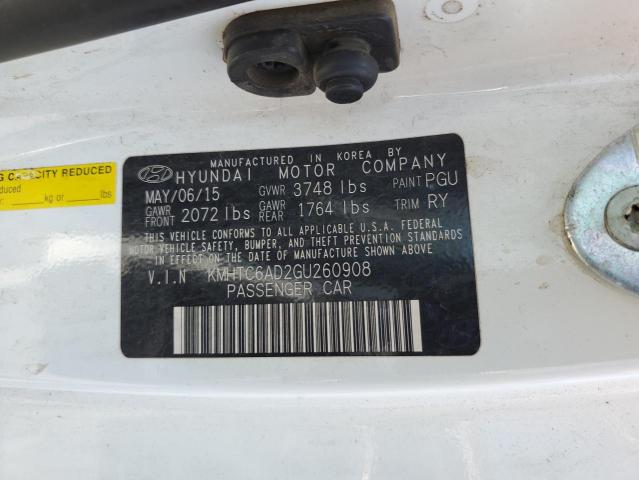 G CAPACITY REDUCED
educed
kg or lbs
MANUFACTURED IN KOREA BY
HYUNDAI MOTOR COMPANY
MAY/06/15 GVWR 3748 lbs PAINT PGU
GAWR FRONT 2072 lbs GAWR REAR 1764 lbs TRIM RY
THIS VEHICLE CONFORMS TO ALL APPLICABLE U.S. FEDERAL
MOTOR VEHICLE SAFETY, BUMPER, AND THEFT PREVENTION STANDARDS
IN EFFECT ON THE DATE OF MANUFACTURE SHOWN ABOVE.
V.I.N KMHTC6AD2GU260908
PASSENGER CAR